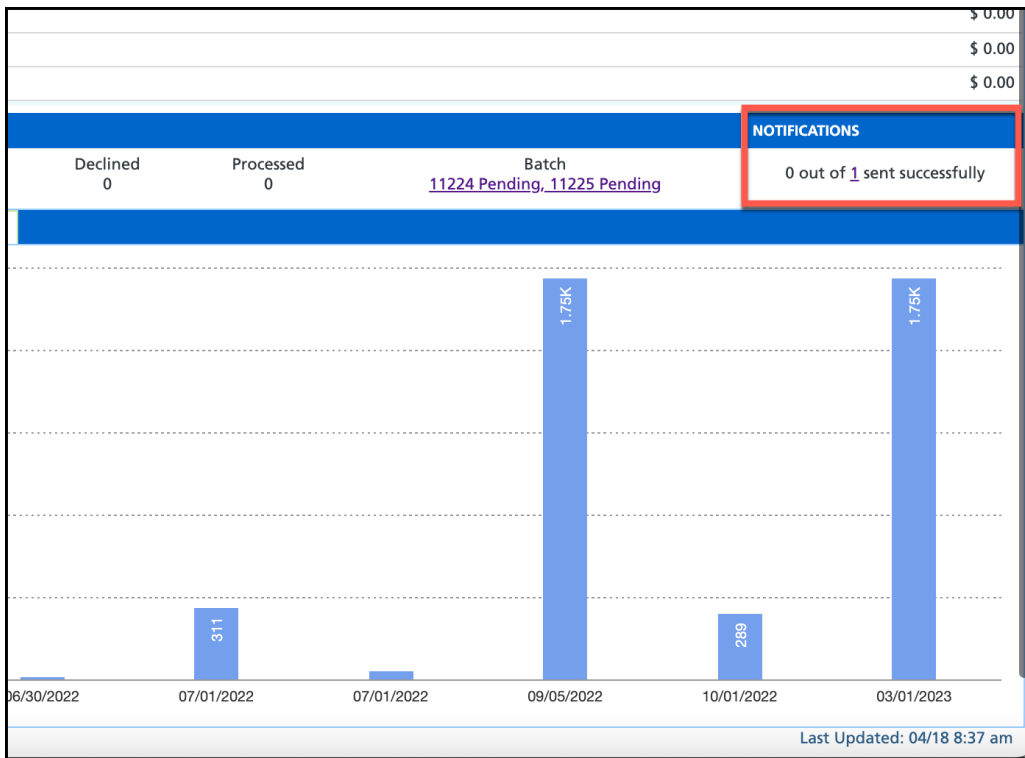 $ 0.00
$ 0.00
$ 0.00
NOTIFICATIONS
Declined Processed Batch
0 0 11224 Pending, 11225 Pending
0 out of 1 sent successfully
1.75K 1.75K
311 289
06/30/2022 07/01/2022 07/01/2022 09/05/2022 10/01/2022 03/01/2023
Last Updated: 04/18 8:37 am